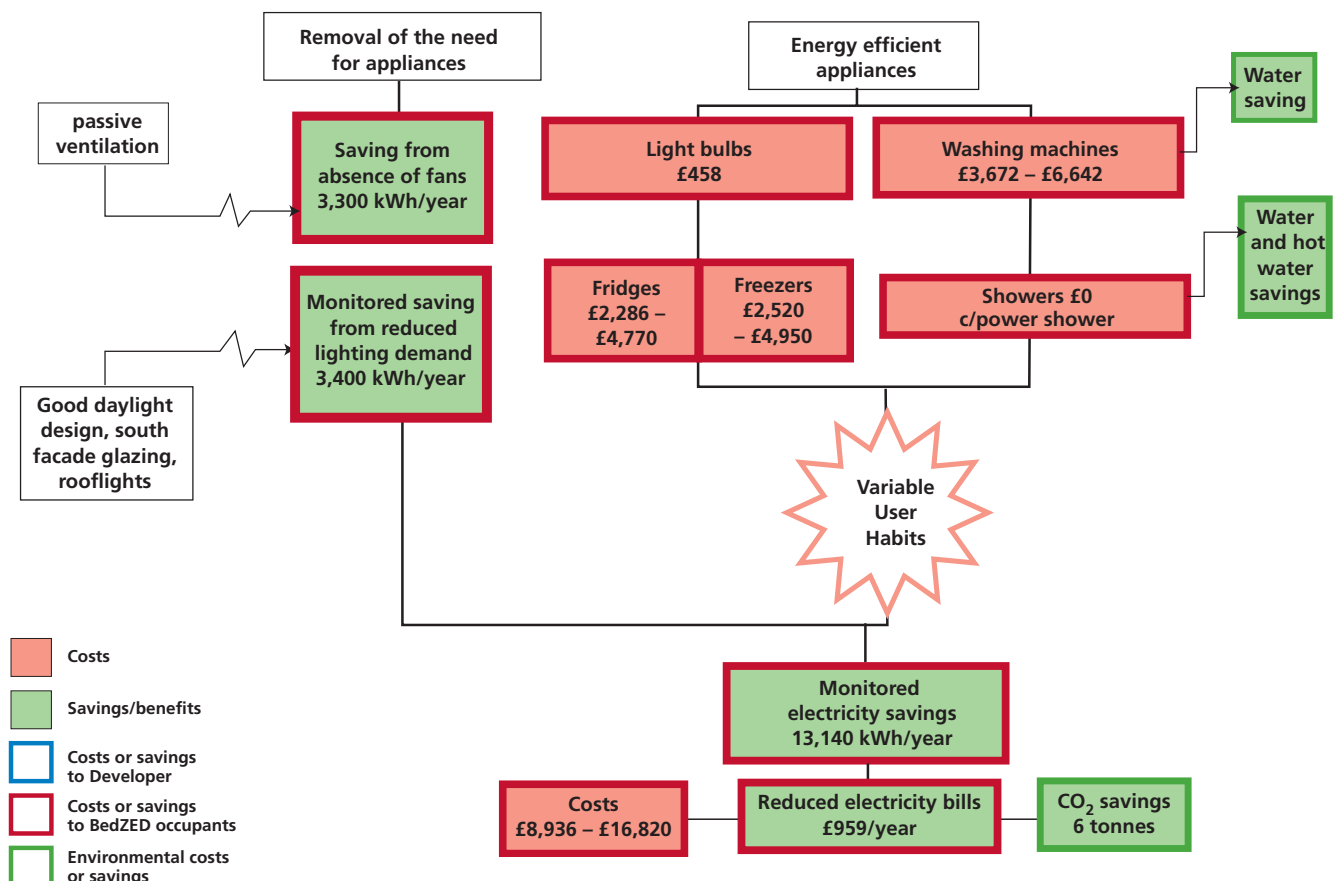 Removal of the need
for appliances
Energy efficient
appliances
Water
saving
passive
ventilation
Saving from
absence of fans
3,300 kWh/year
Light bulbs
£458
Washing machines
£3,672 – £6,642
Water
and hot
water
savings
Monitored saving
from reduced
lighting demand
3,400 kWh/year
Fridges
£2,286 –
£4,770
Freezers
£2,520
– £4,950
Showers £0
c/power shower
Good daylight
design, south
facade glazing,
rooflights
Variable
User
Habits
Costs
Savings/benefits
Costs or savings
to Developer
Costs or savings
to BedZED occupants
Environmental costs
or savings
Monitored
electricity savings
13,140 kWh/year
Costs
£8,936 – £16,820
Reduced electricity bills
£959/year
CO₂ savings
6 tonnes